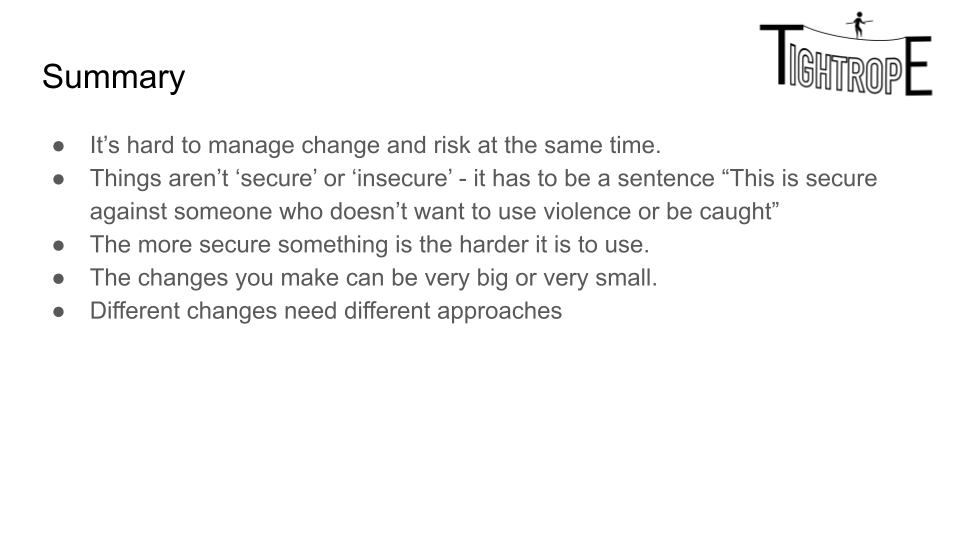 TIGHTROPE
Summary
● It’s hard to manage change and risk at the same time.
● Things aren’t ‘secure’ or ‘insecure’ - it has to be a sentence “This is secure
against someone who doesn’t want to use violence or be caught”
● The more secure something is the harder it is to use.
● The changes you make can be very big or very small.
● Different changes need different approaches